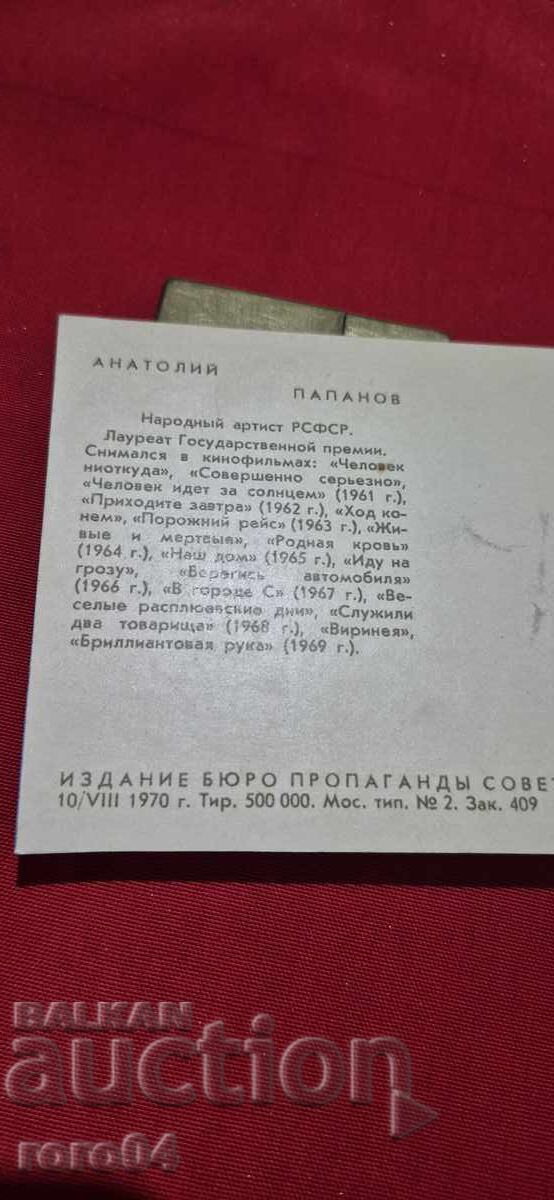 АНАТОЛИЙ
ПАПАНОВ
Народный артист РСФСР.
Лауреат Государственной премии.
Снимался в кинофильмах: «Человек
ниоткуда», «Совершенно серьезно»,
«Человек идет за солнцем» (1961 г.),
«Приходите завтра» (1962 г.), «Ход ко-
нем», «Порожний рейс» (1963 г.), «Жи-
вые и мертвые», «Родная кровь»
(1964 г.), «Наш дом» (1965 г.), «Иду на
грозу», «Берегись автомобиля»
(1966 г.), «В городе С» (1967 г.), «Ве-
селые расплюевские дни», «Служили
два товарища» (1968 г.), «Виринея»,
«Бриллиантовая рука» (1969 г.).
ИЗДАНИЕ БЮРО ПРОПАГАНДЫ СОВЕТ
10/VIII 1970 г. Тир. 500 000. Мос. тип. № 2. Зак. 409
BALKAN
auction
roro04